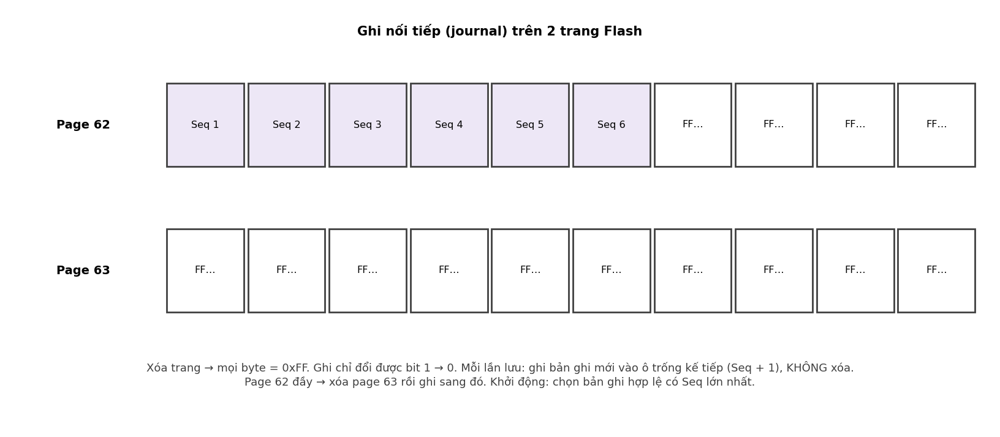 Ghi nối tiếp (journal) trên 2 trang Flash
Page 62
Seq 1
Seq 2
Seq 3
Seq 4
Seq 5
Seq 6
FF...
FF...
FF...
FF...
Page 63
FF...
FF...
FF...
FF...
FF...
FF...
FF...
FF...
FF...
FF...
Xóa trang → mọi byte = 0xFF. Ghi chỉ đổi được bit 1 → 0. Mỗi lần lưu: ghi bản ghi mới vào ô trống kế tiếp (Seq + 1), KHÔNG xóa.
Page 62 đầy → xóa page 63 rồi ghi sang đó. Khởi động: chọn bản ghi hợp lệ có Seq lớn nhất.